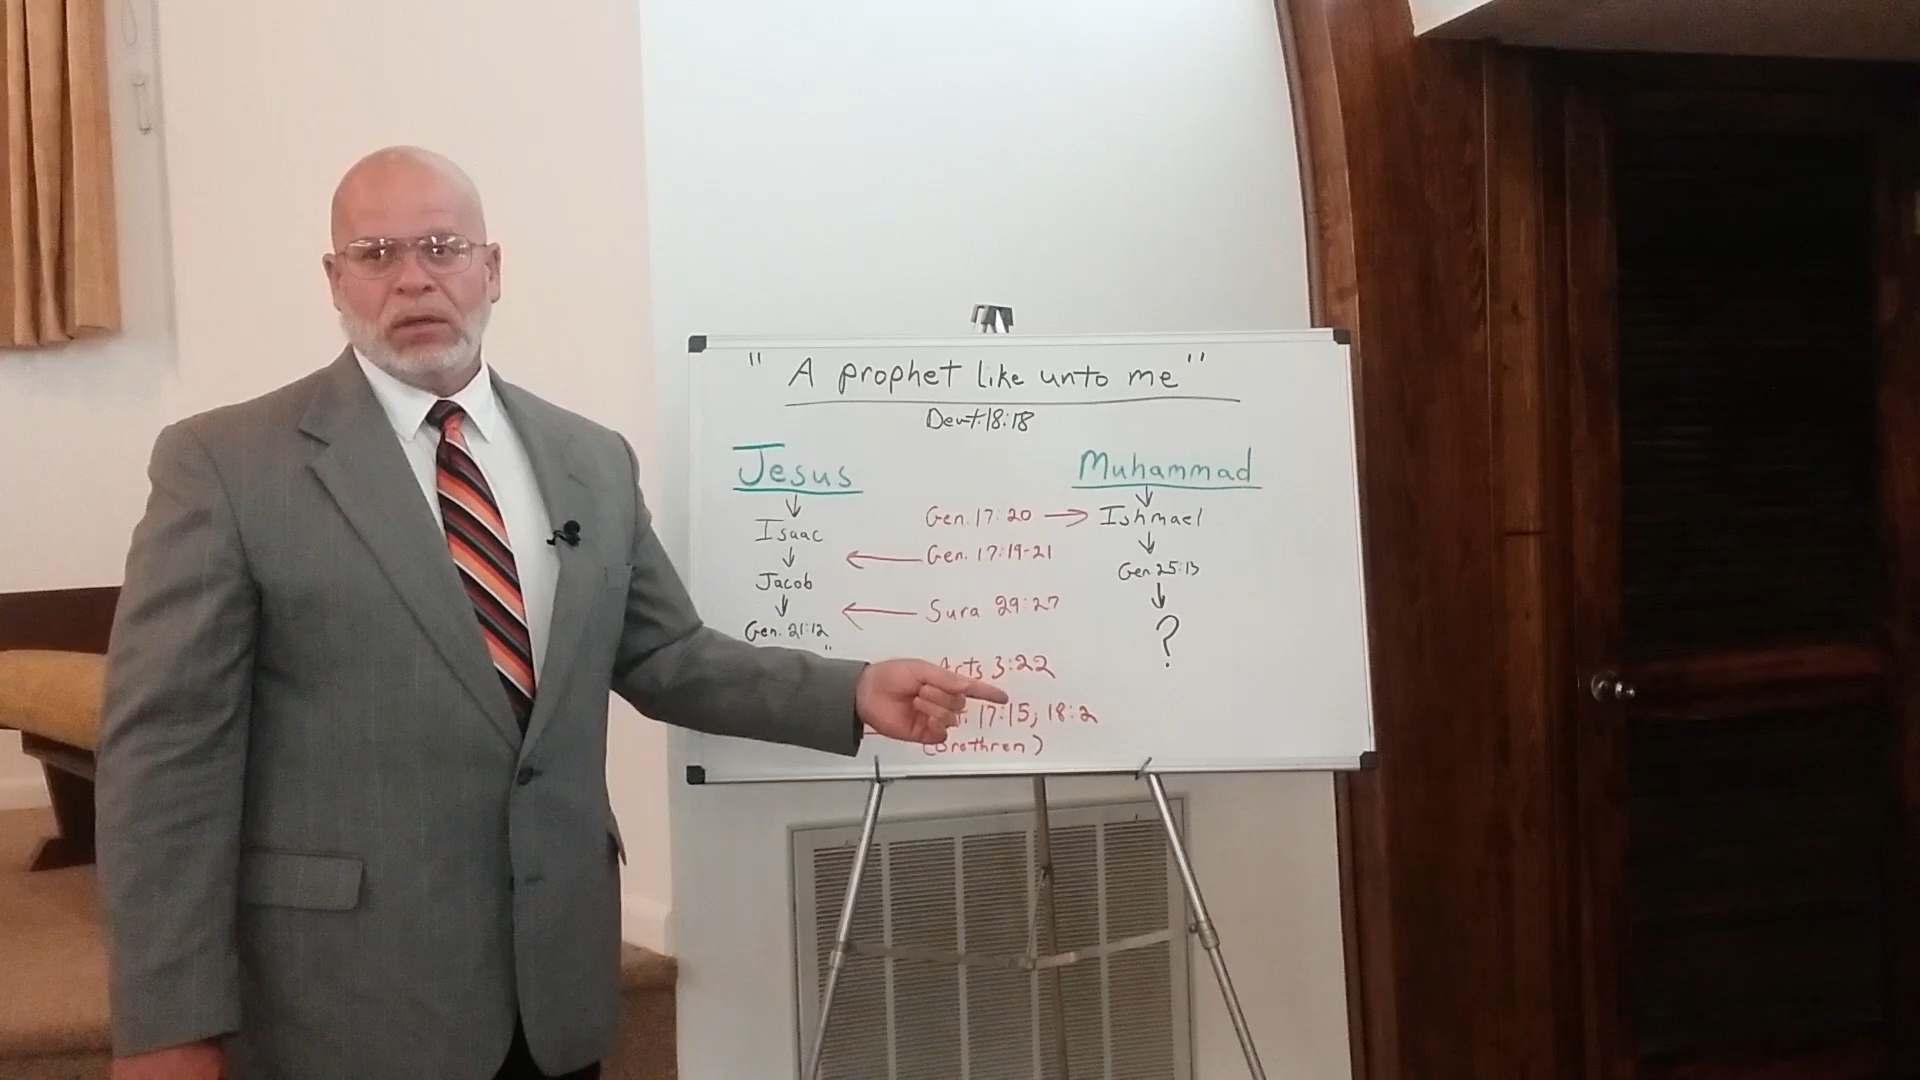 " A prophet like unto me "
Deut. 18:18
Jesus
Muhammad
Gen. 17:20 → Ishmael
↓ Isaac
← Gen. 17:19-21
Gen 25:13
Jacob
← Sura 29:27
?
Gen. 21:12
Acts 3:22
17:15; 18:2
(Brethren)